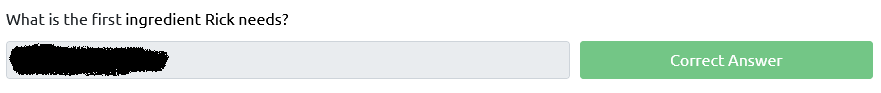 What is the first ingredient Rick needs?
Correct Answer